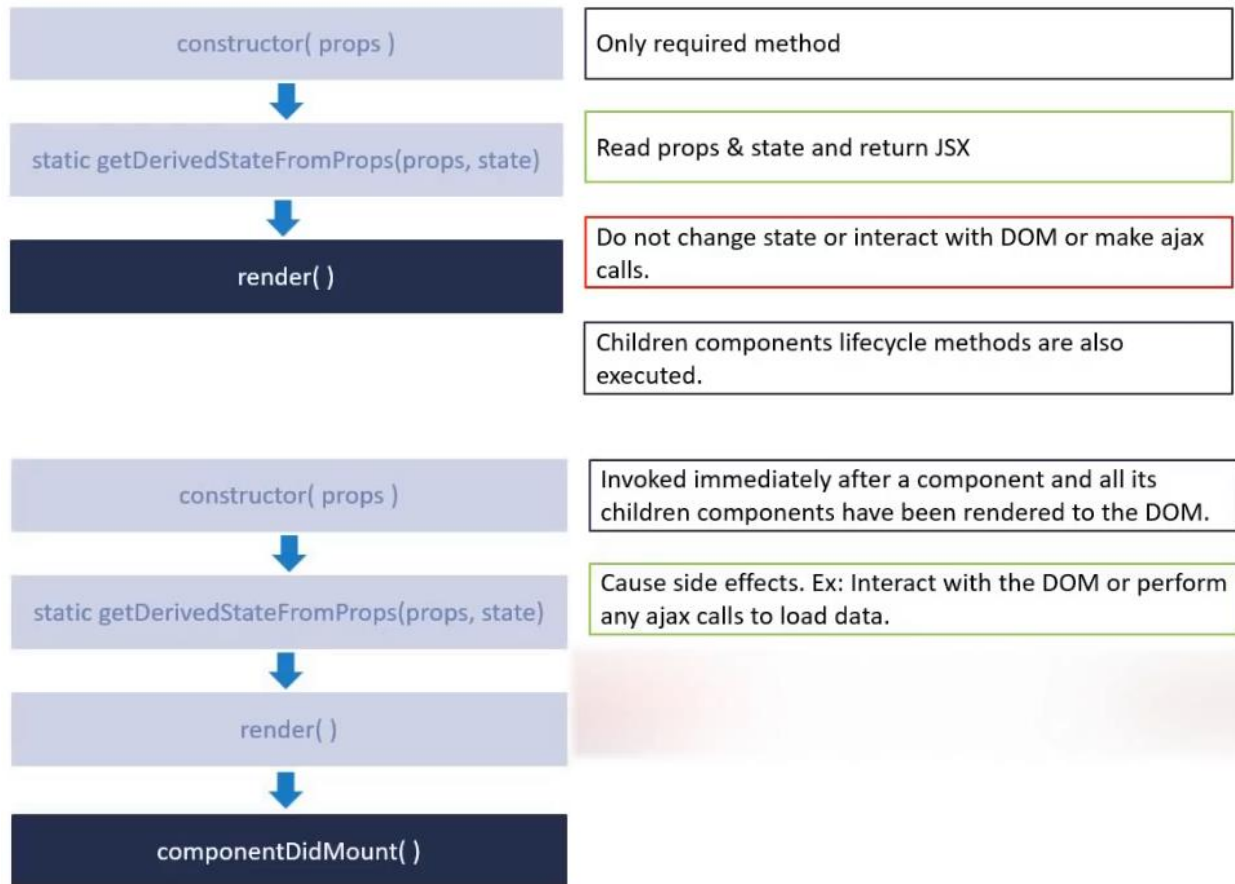 constructor( props )
Only required method
static getDerivedStateFromProps(props, state)
Read props & state and return JSX
render( )
Do not change state or interact with DOM or make ajax
calls.
Children components lifecycle methods are also
executed.
constructor( props )
Invoked immediately after a component and all its
children components have been rendered to the DOM.
static getDerivedStateFromProps(props, state)
Cause side effects. Ex: Interact with the DOM or perform
any ajax calls to load data.
render( )
componentDidMount( )